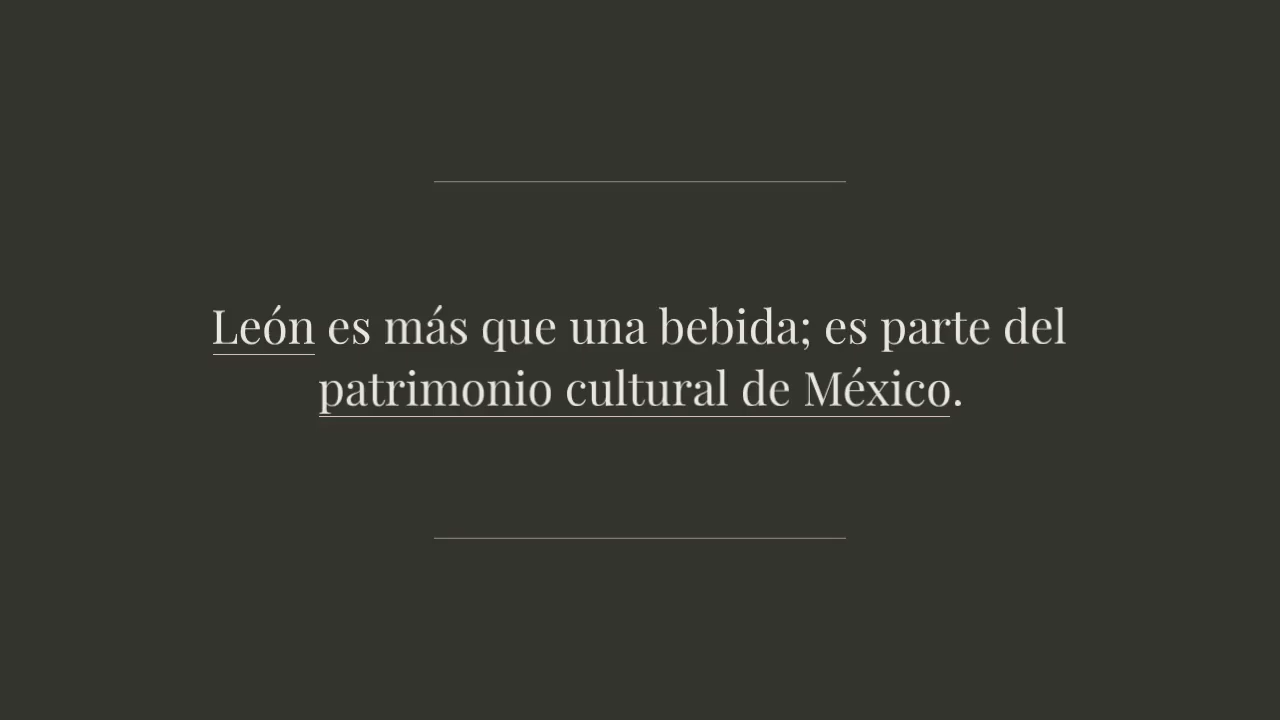 León es más que una bebida; es parte del
patrimonio cultural de México.